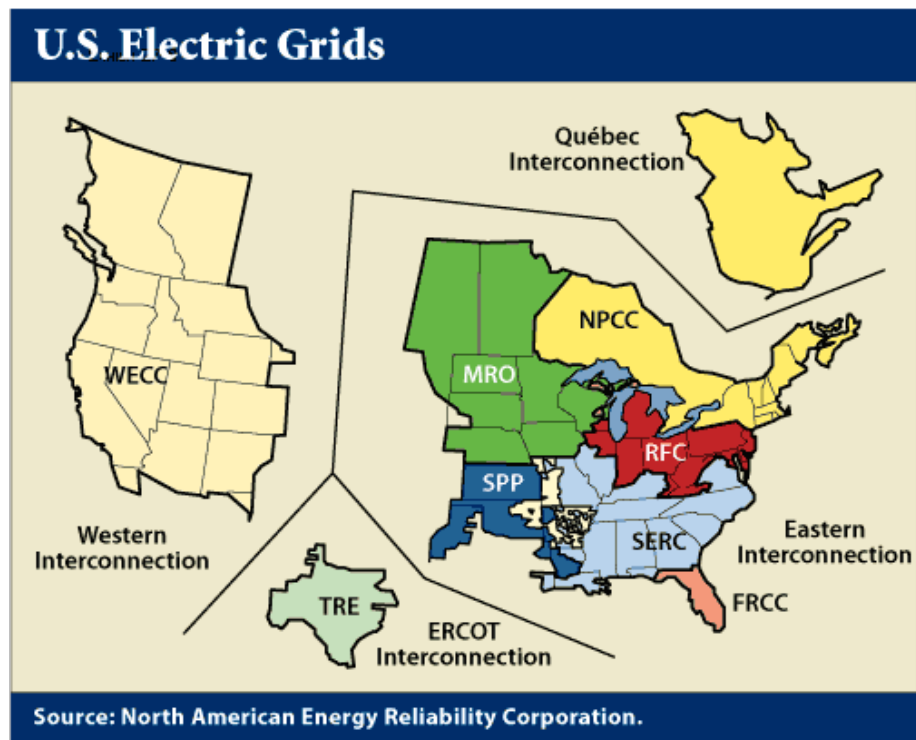 U.S. Electric Grids
Québec
Interconnection
NPCC
WECC
MRO
RFC
SPP
SERC
Western
Interconnection
Eastern
Interconnection
FRCC
TRE
ERCOT
Interconnection
Source: North American Energy Reliability Corporation.